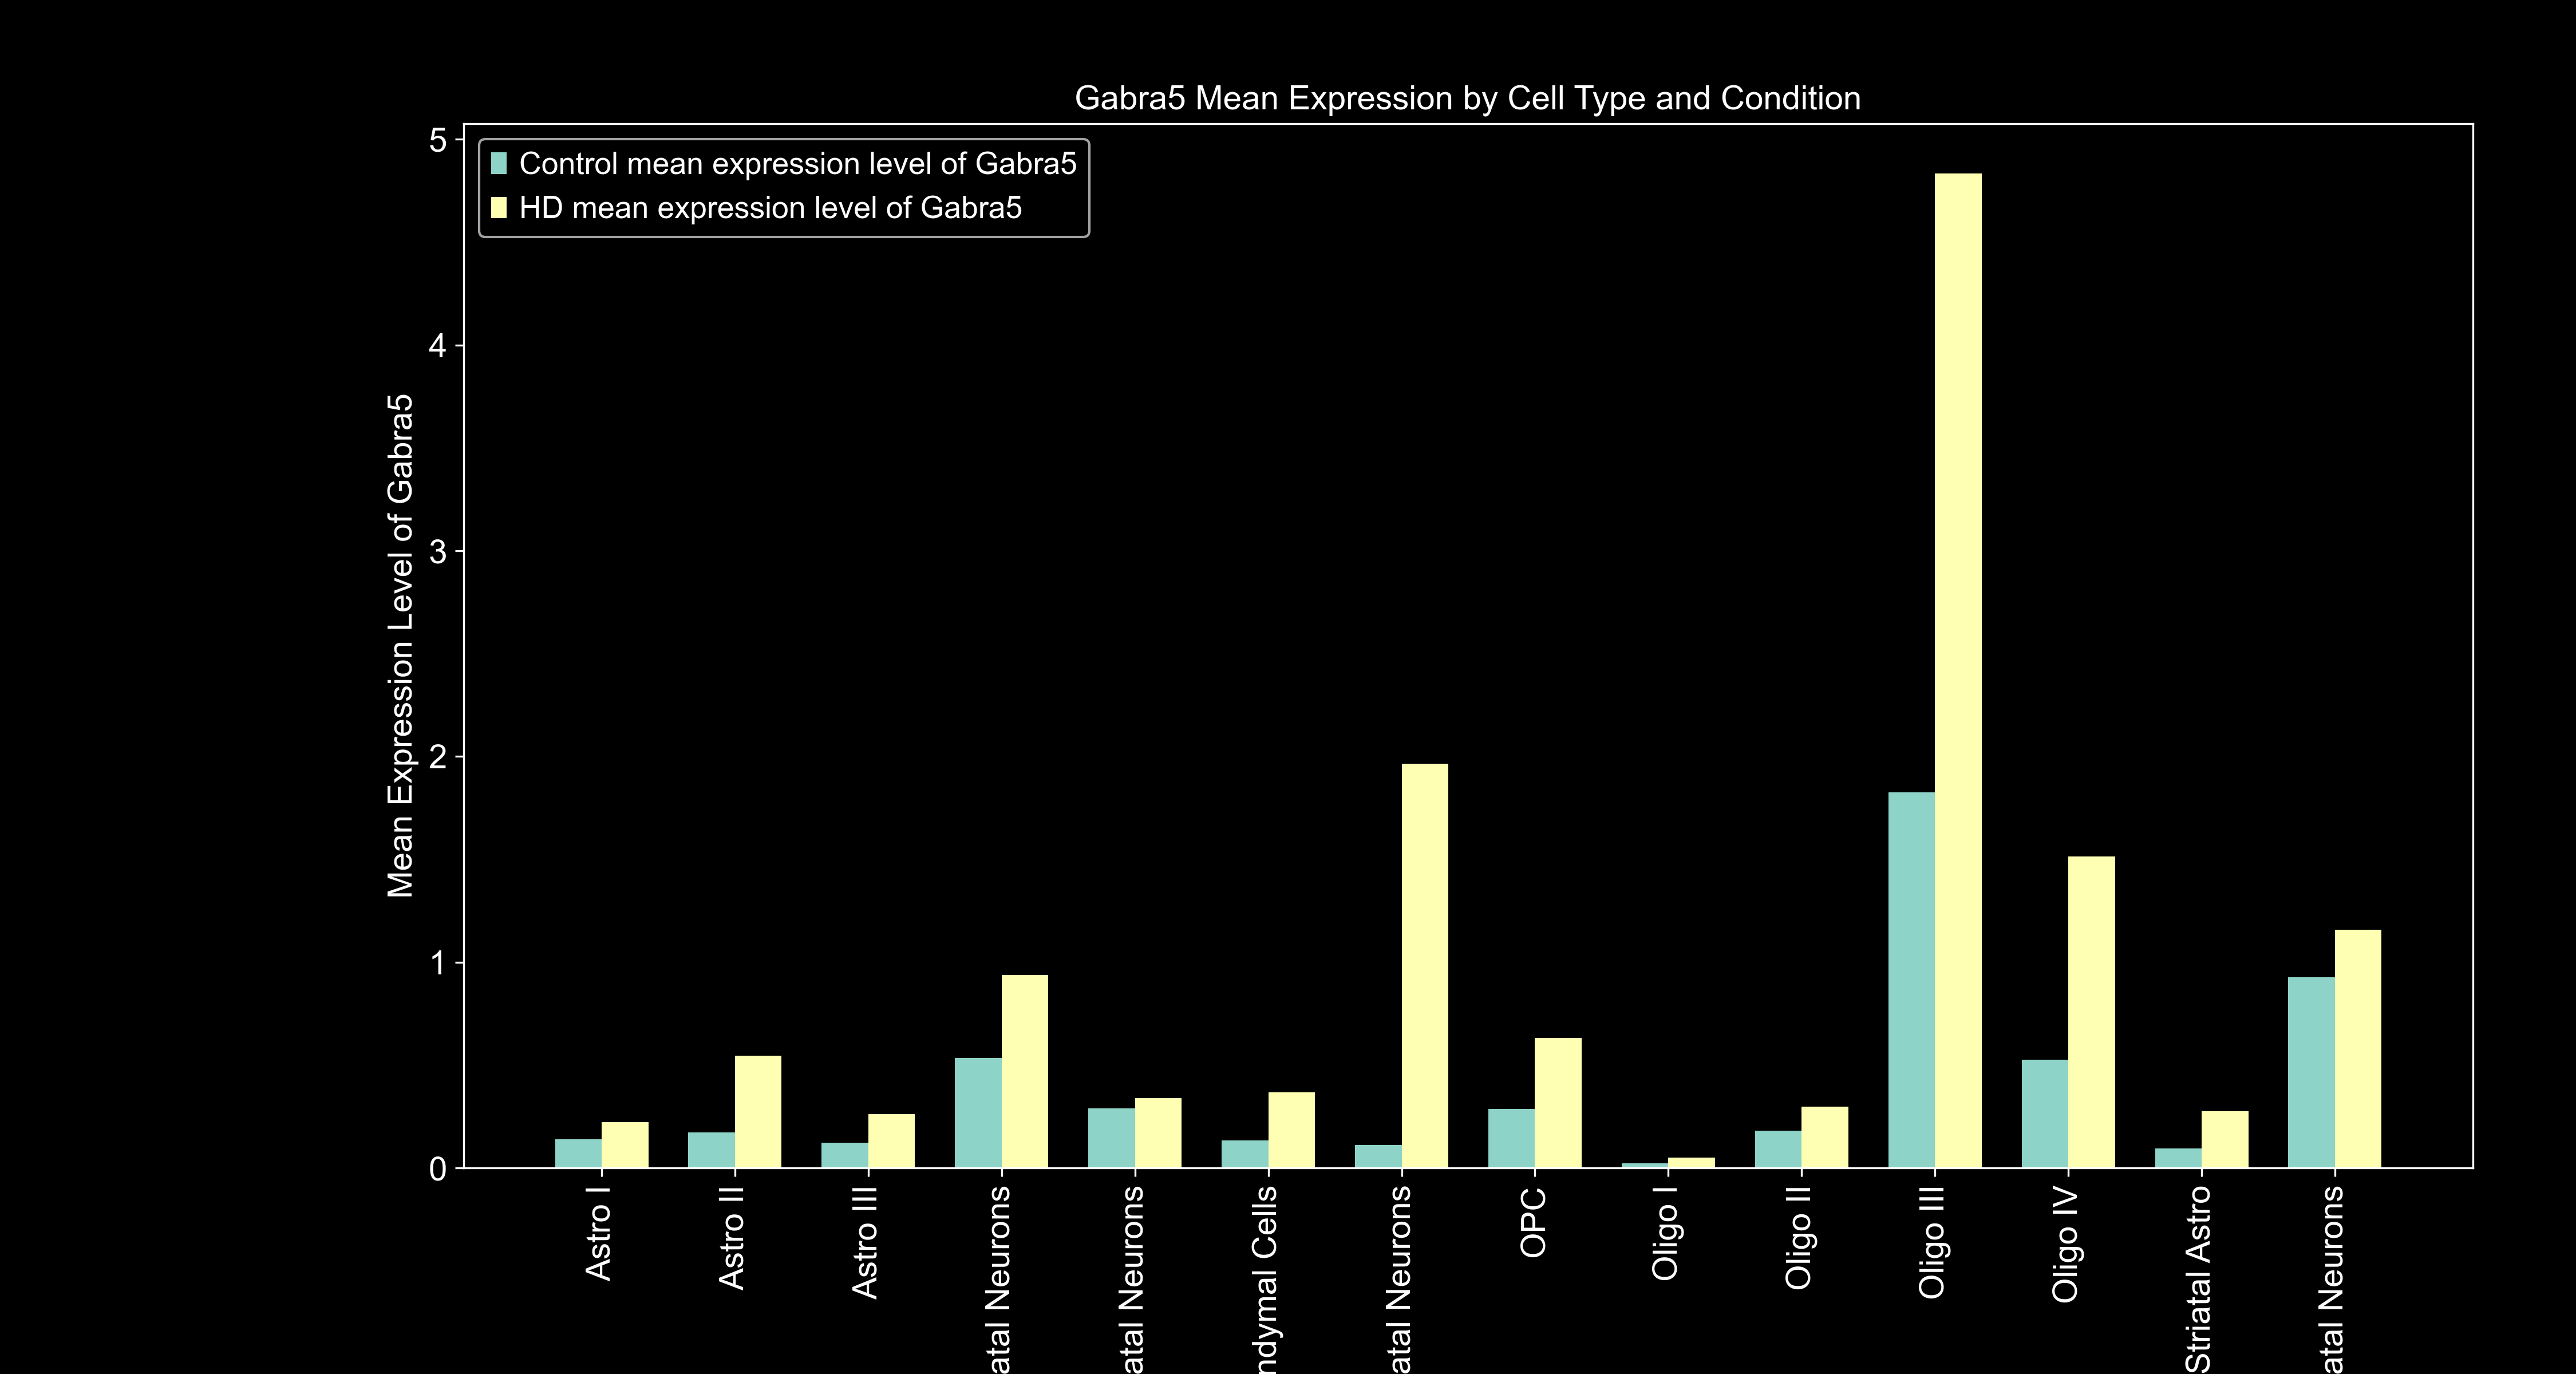 Gabra5 Mean Expression by Cell Type and Condition
Control mean expression level of Gabra5
HD mean expression level of Gabra5
Mean Expression Level of Gabra5
5
4
3
2
1
0
Astro I
Astro II
Astro III
atal Neurons
atal Neurons
ndymal Cells
atal Neurons
OPC
Oligo I
Oligo II
Oligo III
Oligo IV
Striatal Astro
atal Neurons